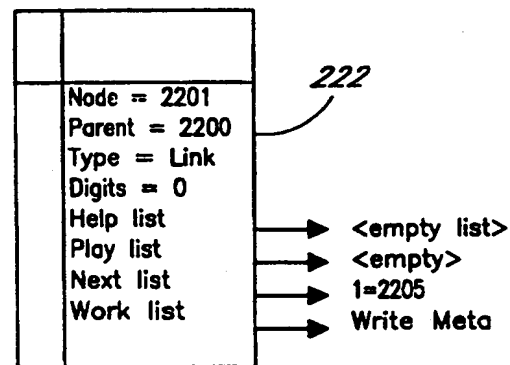 222
Node = 2201
Parent = 2200
Type = Link
Digits = 0
Help list
Play list
Next list
Work list
<empty list>
<empty>
1=2205
Write Meta